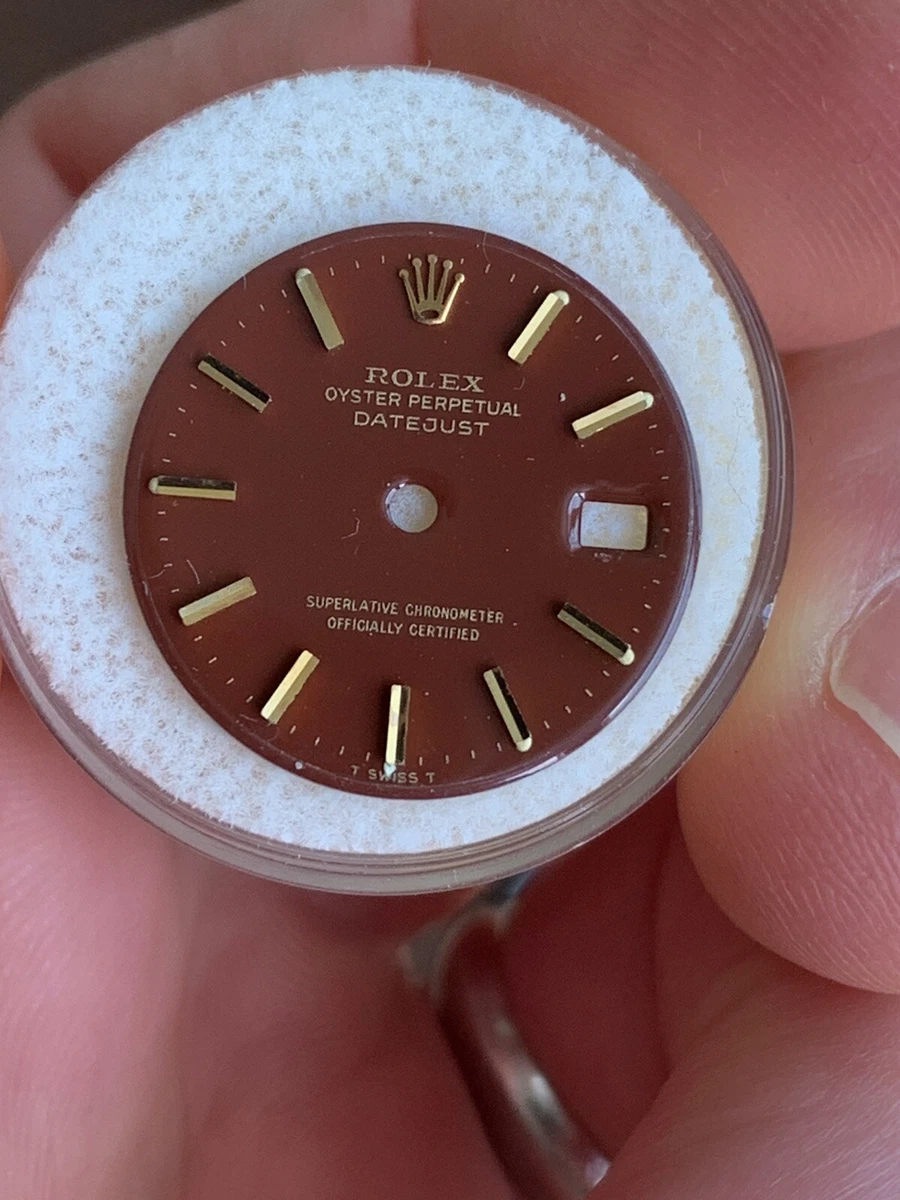 ROLEX
OYSTER PERPETUAL
DATEJUST
SUPERLATIVE CHRONOMETER
OFFICIALLY CERTIFIED
T SWISS T